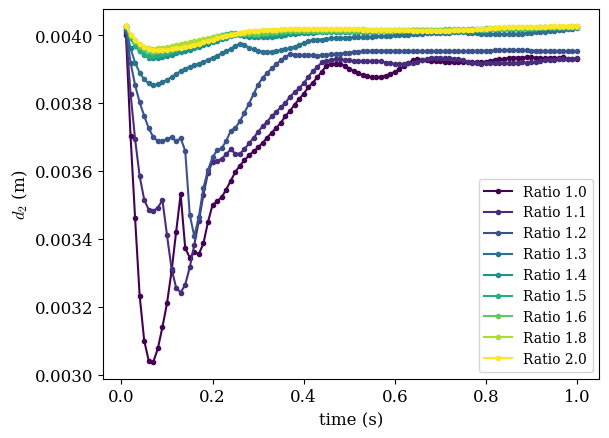 0.0040
0.0038
0.0036
0.0034
0.0032
0.0030
d₂ (m)
0.0 0.2 0.4 0.6 0.8 1.0
time (s)
Ratio 1.0
Ratio 1.1
Ratio 1.2
Ratio 1.3
Ratio 1.4
Ratio 1.5
Ratio 1.6
Ratio 1.8
Ratio 2.0